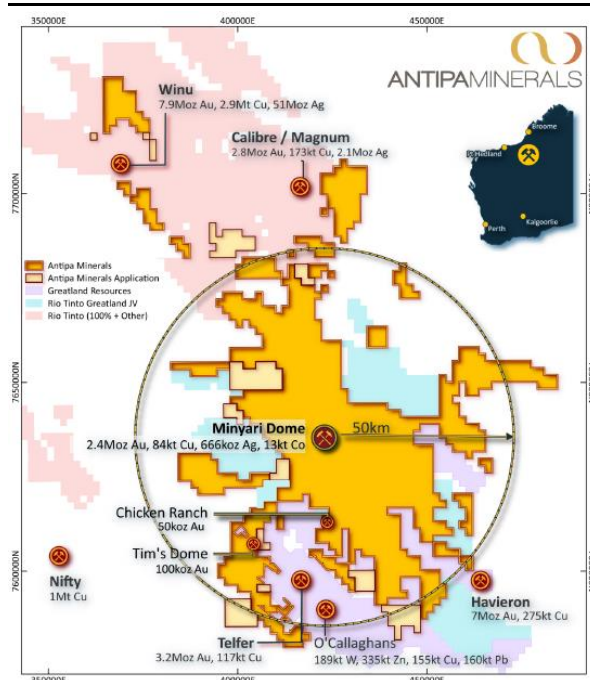 350000E
400000E
450000E
ANTIPAMINERALS
Winu
7.9Moz Au, 2.9Mt Cu, 51Moz Ag
Calibre / Magnum
2.8Moz Au, 173kt Cu, 2.1Moz Ag
Broome
Perth
Kalgoorlie
7700000N
Antipa Minerals
Antipa Minerals Application
Greatland Resources
Rio Tinto Greatland JV
Rio Tinto (100% + Other)
7650000N
Minyari Dome
50km
2.4Moz Au, 84kt Cu, 666koz Ag, 13kt Co
Chicken Ranch
50koz Au
Tim's Dome
100koz Au
7600000N
Nifty
1Mt Cu
Havieron
7Moz Au, 275kt Cu
Telfer
3.2Moz Au, 117kt Cu
O'Callaghans
189kt W, 335kt Zn, 155kt Cu, 160kt Pb
350000E
400000E